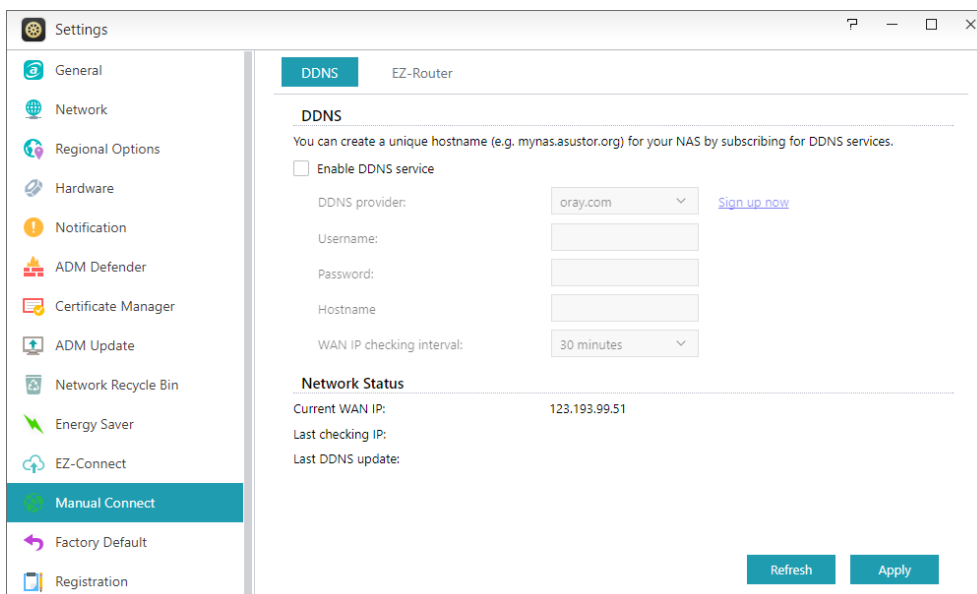 Settings
General
Network
Regional Options
Hardware
Notification
ADM Defender
Certificate Manager
ADM Update
Network Recycle Bin
Energy Saver
EZ-Connect
Manual Connect
Factory Default
Registration
DDNS EZ-Router
DDNS
You can create a unique hostname (e.g. mynas.asustor.org) for your NAS by subscribing for DDNS services.
Enable DDNS service
DDNS provider: oray.com Sign up now
Username:
Password:
Hostname
WAN IP checking interval: 30 minutes
Network Status
Current WAN IP: 123.193.99.51
Last checking IP:
Last DDNS update:
Refresh Apply